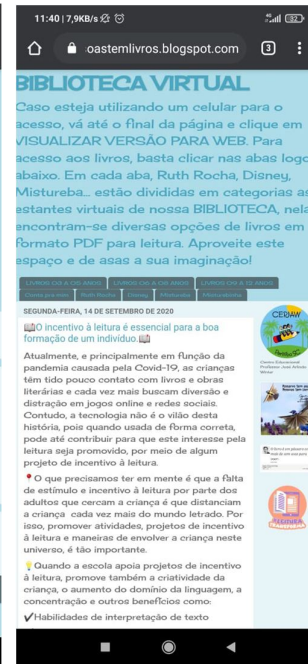 11:40 | 7,9KB/s
oastemlivros.blogspot.com
3
BIBLIOTECA VIRTUAL
Caso esteja utilizando um celular para o
acesso, vá até o final da página e clique em
VISUALIZAR VERSÃO PARA WEB. Para
acesso aos livros, basta clicar nas abas logo
abaixo. Em cada aba, Ruth Rocha, Disney,
Mistureba... estão divididas em categorias as
estantes virtuais de nossa BIBLIOTECA, nela
encontram-se diversas opções de livros em
formato PDF para leitura. Aproveite este
espaço e de asas a sua imaginação!
LIVROS 03 A 05 ANOS LIVROS 06 A 08 ANOS LIVROS 09 A 12 ANOS
Ruth Rocha Disney
SEGUNDA-FEIRA, 14 DE SETEMBRO DE 2020
O incentivo à leitura é essencial para a boa
formação de um indivíduo.
CERJAW
Atualmente, e principalmente em função da
pandemia causada pela Covid-19, as crianças
têm tido pouco contato com livros e obras
literárias e cada vez mais buscam diversão e
distração em jogos online e redes sociais.
Contudo, a tecnologia não é o vilão desta
história, pois quando usada de forma correta,
pode até contribuir para que este interesse pela
leitura seja promovido, por meio de algum
projeto de incentivo à leitura.
O que precisamos ter em mente é que a falta
de estímulo e incentivo à leitura por parte dos
adultos que cercam a criança é que distanciam
a criança cada vez mais do mundo letrado. Por
isso, promover atividades, projetos de incentivo
à leitura e maneiras de envolver a criança neste
universo, é tão importante.
Quando a escola apoia projetos de incentivo
à leitura, promove também a criatividade da
criança, o aumento do domínio da linguagem, a
concentração e outros benefícios como:
✔Habilidades de interpretação de texto